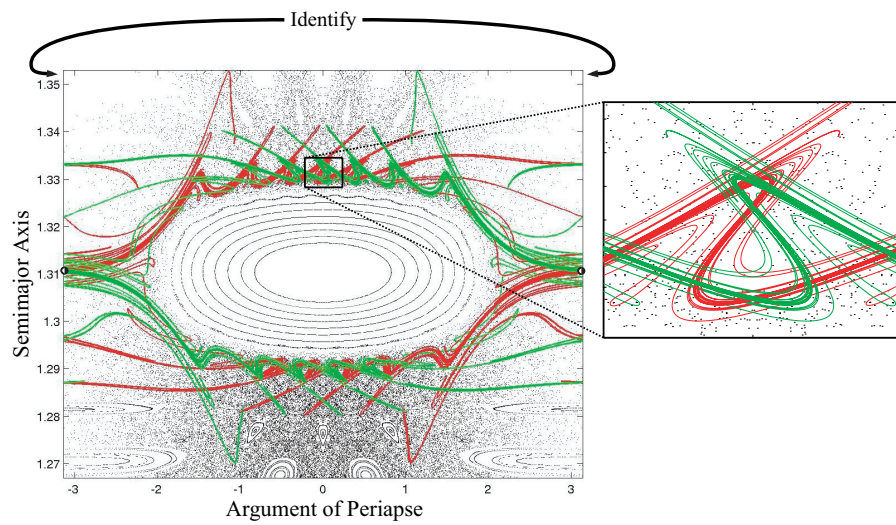 Identify
Semimajor Axis
1.35
1.34
1.33
1.32
1.310
1.3
1.29
1.28
1.27
-3 -2 -1 0 1 2 3
Argument of Periapse